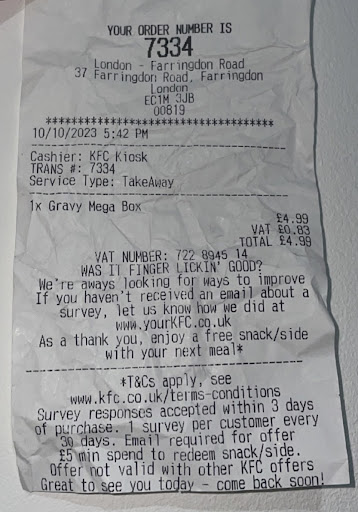 YOUR ORDER NUMBER IS
7334
London - Farringdon Road
37 Farringdon Road, Farringdon
London
EC1M 3JB
00819
************************************
10/10/2023 5:42 PM
------------------------------------
Cashier: KFC Kiosk
TRANS #: 7334
Service Type: TakeAway
------------------------------------
1x Gravy Mega Box
£4.99
VAT £0.83
TOTAL £4.99
VAT NUMBER: 722 8945 14
WAS IT FINGER LICKIN' GOOD?
We're aways looking for ways to improve
If you haven't received an email about a
survey, let us know how we did at
www.yourKFC.co.uk
As a thank you, enjoy a free snack/side
with your next meal*
------------------------------------
*T&Cs apply, see
www.kfc.co.uk/terms-conditions
Survey responses accepted within 3 days
of purchase. 1 survey per customer every
30 days. Email required for offer
£5 min spend to redeem snack/side.
Offer not valid with other KFC offers
Great to see you today - come back soon!